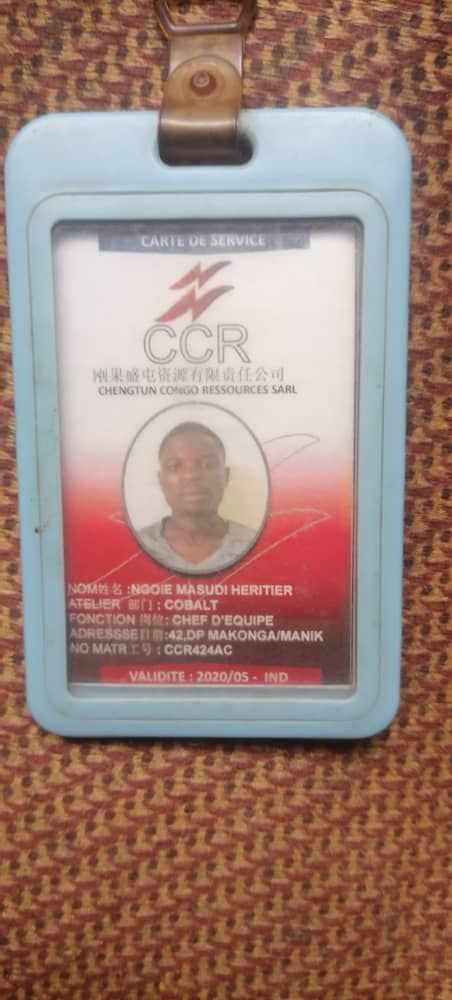 CARTE DE SERVICE
CCR
刚果盛屯资源有限责任公司
CHENGTUN CONGO RESSOURCES SARL
NOM姓名 :NGOIE MASUDI HERITIER
ATELIER 部门 : COBALT
FONCTION 岗位: CHEF D'EQUIPE
ADRESSSE目前:42,DP MAKONGA/MANIK
NO MATR工号 : CCR424AC
VALIDITE : 2020/05 - IND